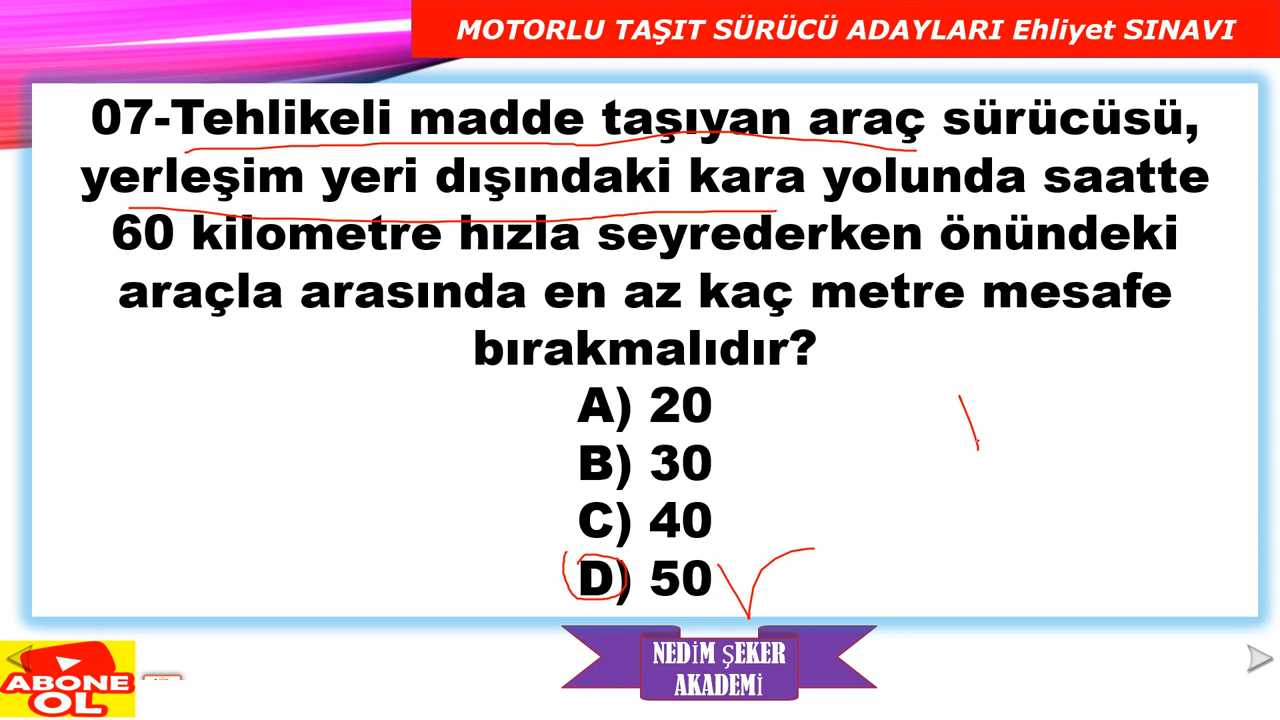 MOTORLU TAŞIT SÜRÜCÜ ADAYLARI Ehliyet SINAVI
07-Tehlikeli madde taşıyan araç sürücüsü,
yerleşim yeri dışındaki kara yolunda saatte
60 kilometre hızla seyrederken önündeki
araçla arasında en az kaç metre mesafe
bırakmalıdır?
A) 20
B) 30
C) 40
D) 50
NEDİM ŞEKER
AKADEMİ
ABONE
OL